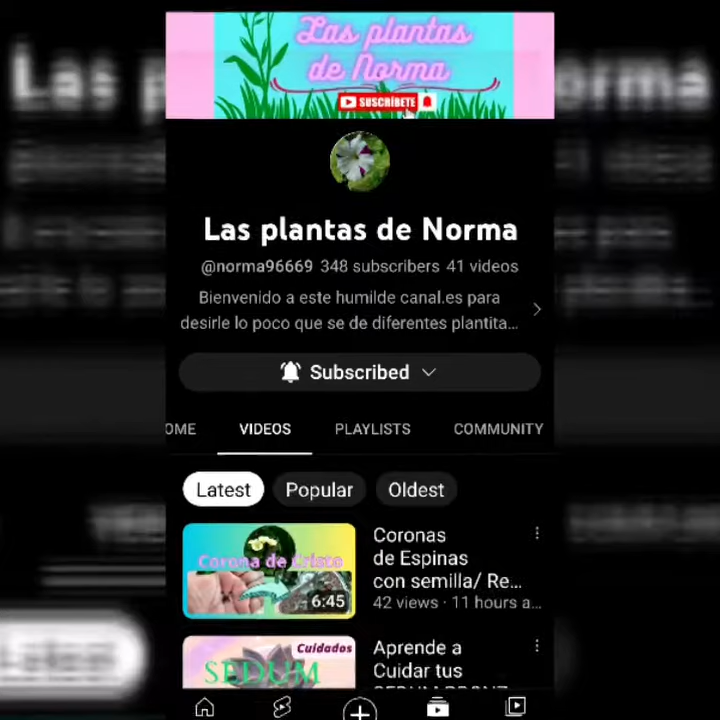 Las plantas
de Norma
SUSCRÍBETE
Las plantas de Norma
@norma96669 348 subscribers 41 videos
Bienvenido a este humilde canal.es para
desirle lo poco que se de diferentes plantita...
Subscribed
OME VIDEOS PLAYLISTS COMMUNITY
Latest Popular Oldest
Corona de Cristo
6:45
Coronas
de Espinas
con semilla/ Re...
42 views · 11 hours a...
Cuidados
SEDUM
Aprende a
Cuidar tus